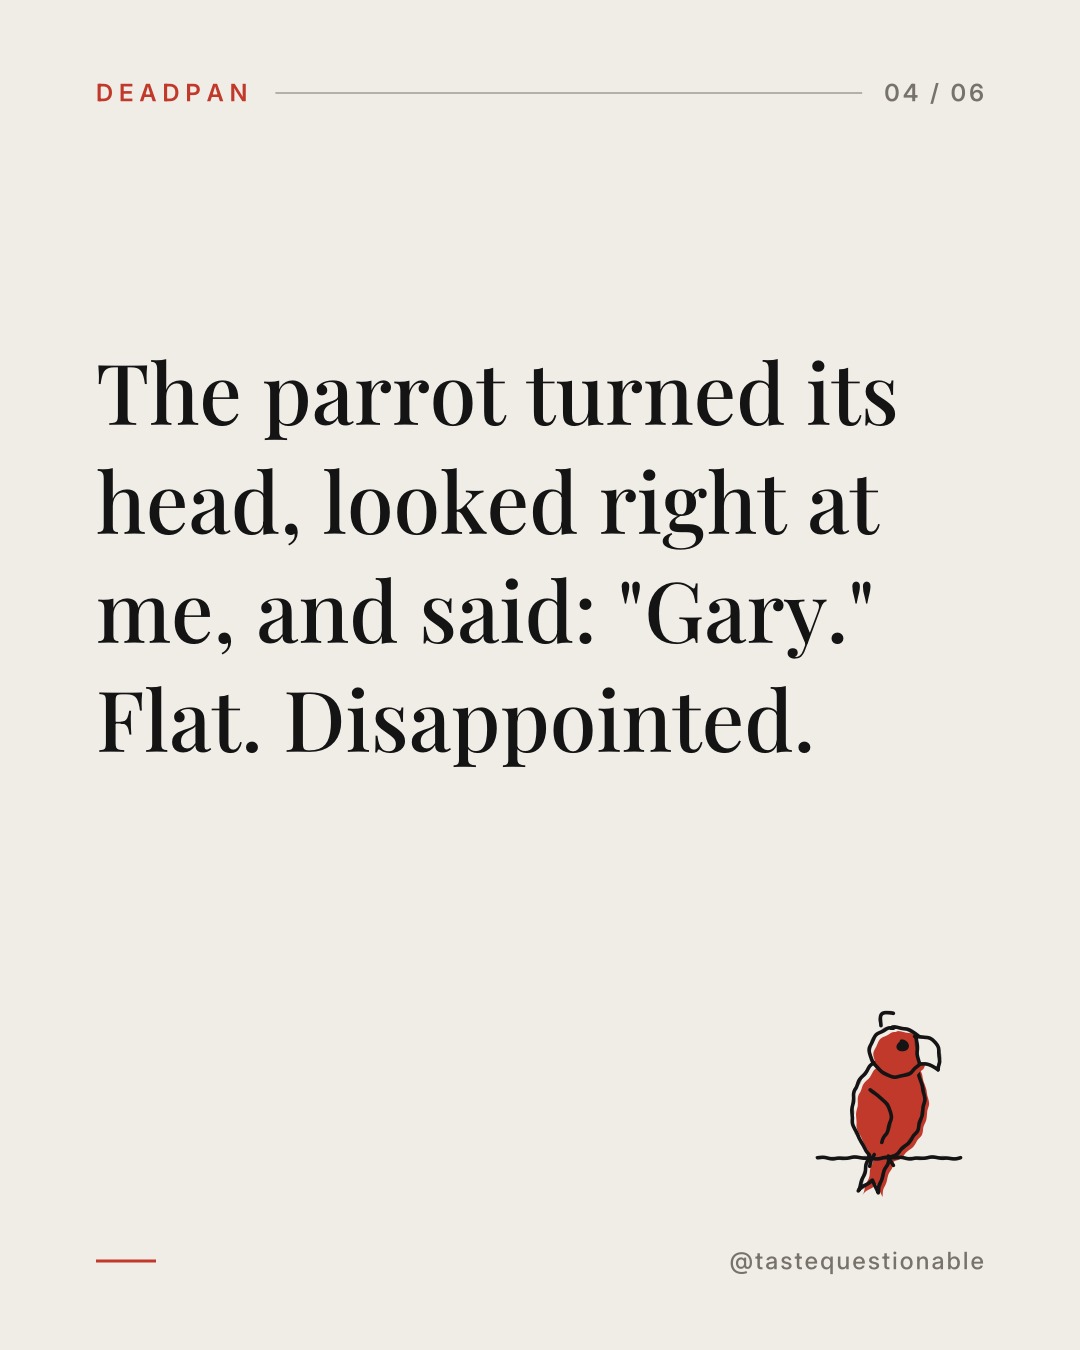 DEADPAN 04 / 06
The parrot turned its
head, looked right at
me, and said: "Gary."
Flat. Disappointed.
@tastequestionable